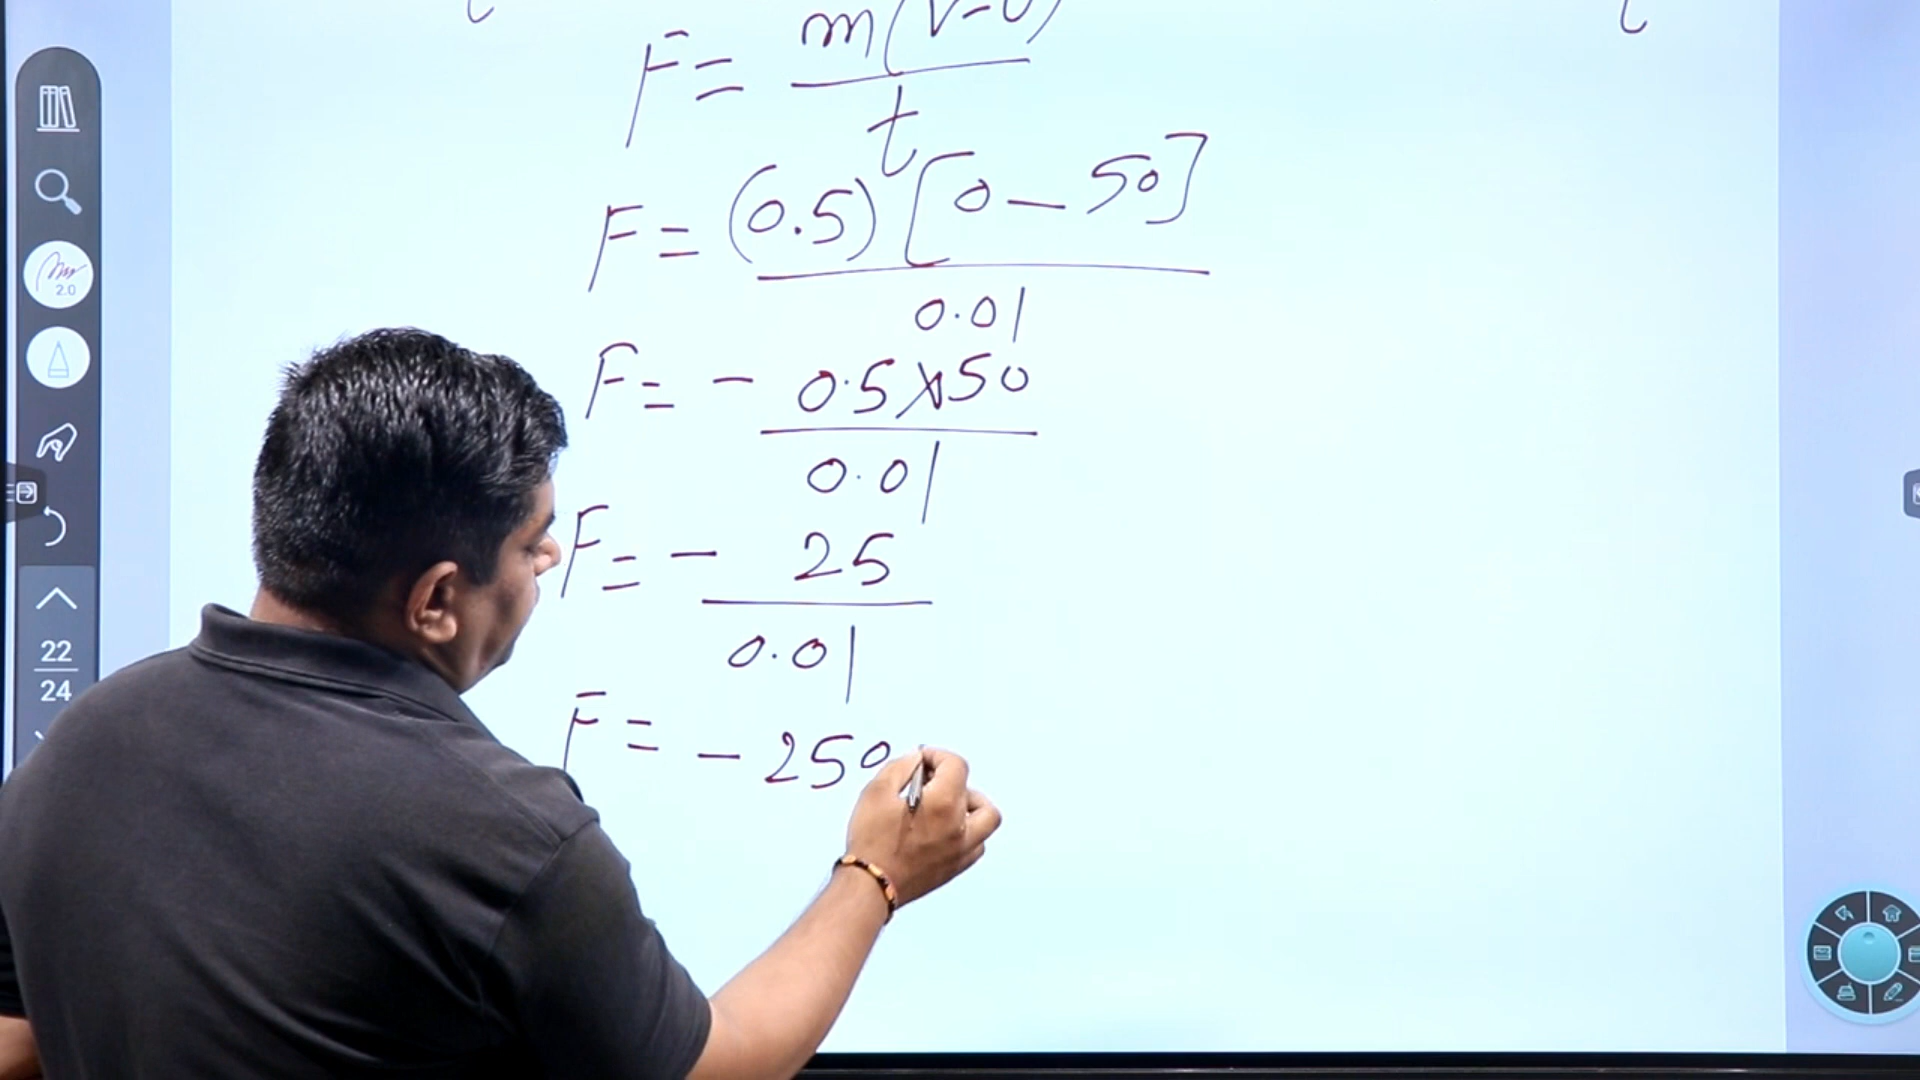 F = m(v-u)
t
F = (0.5) [0 - 50]
0.01
F = - 0.5 × 50
0.01
F = - 25
0.01
F = - 250
2.0
22
24